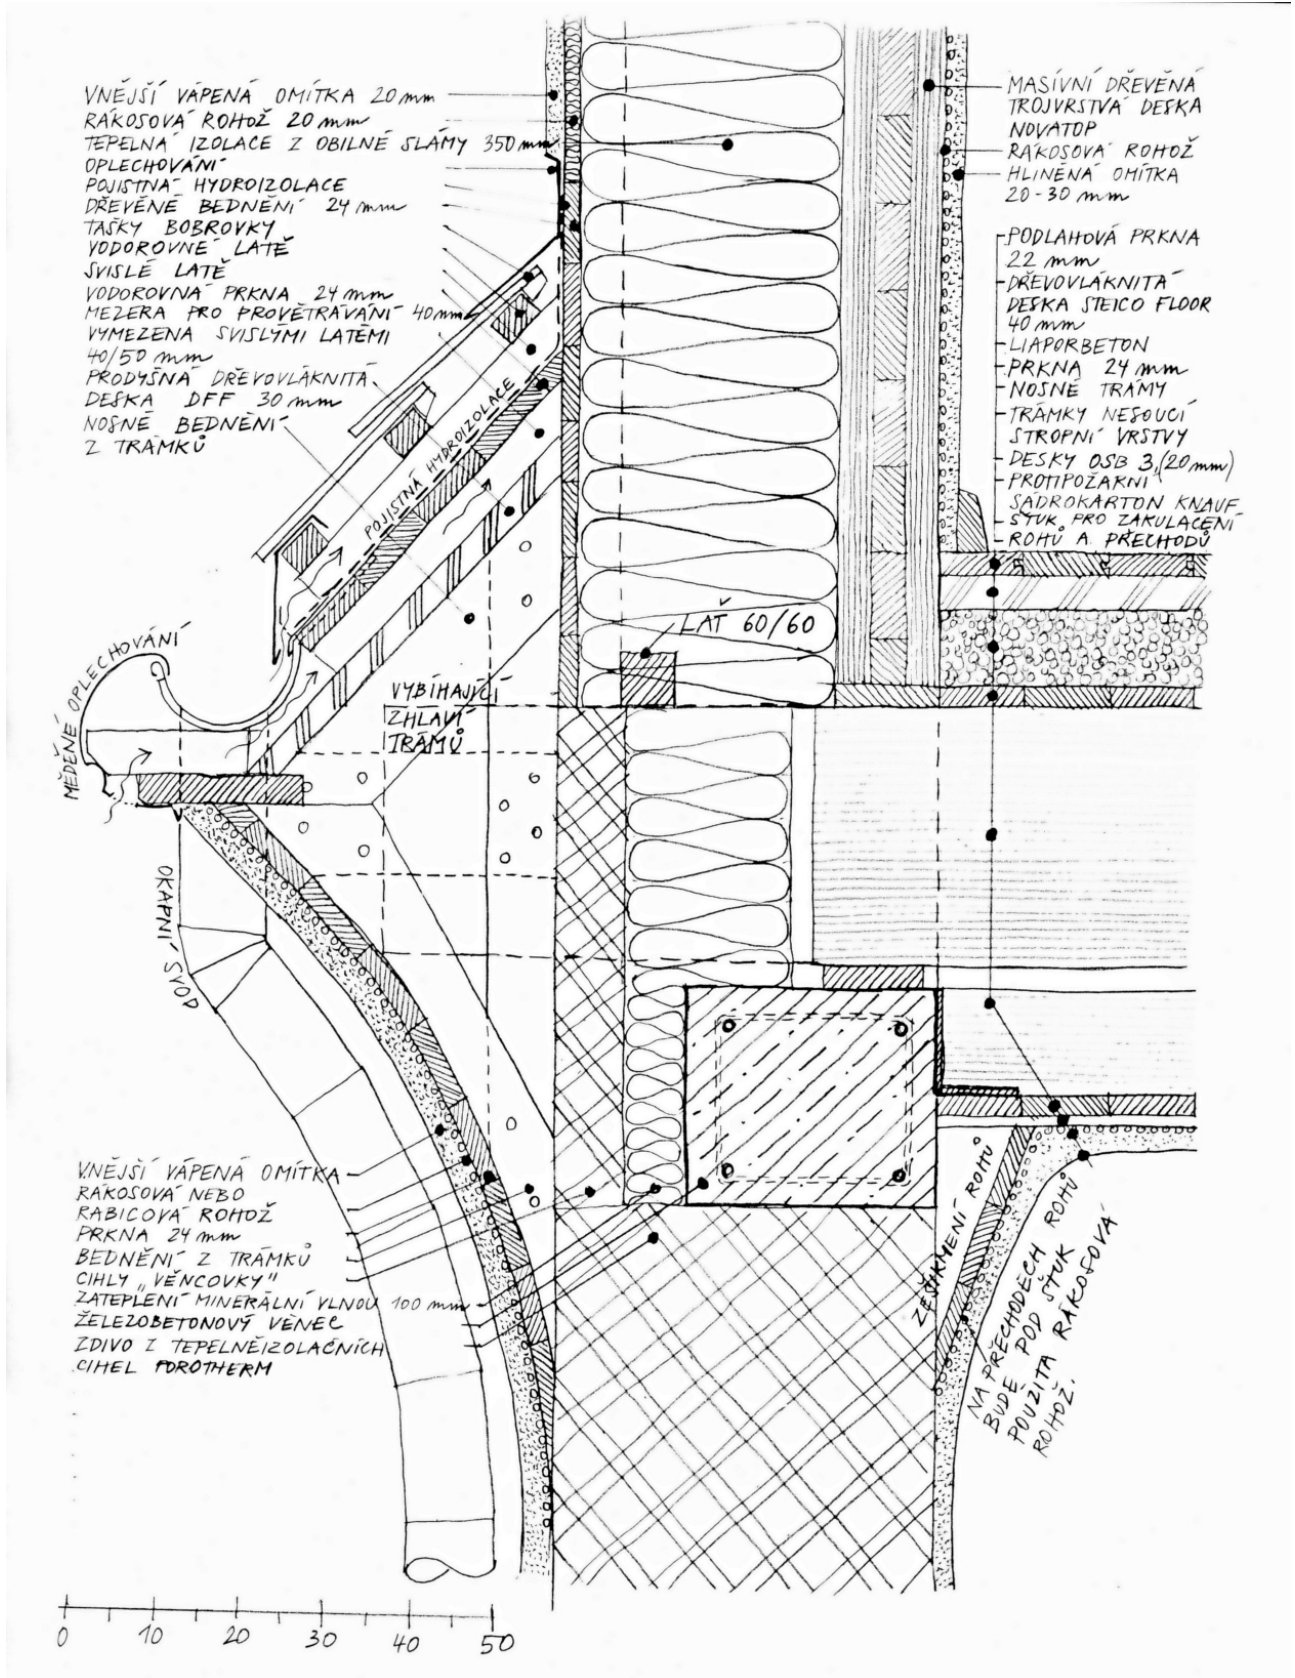 VNĚJŠÍ VÁPENÁ OMÍTKA 20 mm
RÁKOSOVÁ ROHOŽ 20 mm
TEPELNÁ IZOLACE Z OBILNÉ SLÁMY 350 mm
OPLECHOVÁNÍ
POJISTNÁ HYDROIZOLACE
DŘEVĚNÉ BEDNĚNÍ 24 mm
TAŠKY BOBROVKY
VODOROVNÉ LATĚ
SVISLÉ LATĚ
VODOROVNÁ PRKNA 24 mm
MEZERA PRO PROVĚTRÁVÁNÍ 40 mm
VYMEZENA SVISLÝMI LATĚMI
40/50 mm
PRODYŠNÁ DŘEVOVLÁKNITÁ
DESKA DFF 30 mm
NOSNÉ BEDNĚNÍ
Z TRÁMKŮ
MASÍVNÍ DŘEVĚNÁ
TROJVRSTVÁ DESKA
NOVATOP
RÁKOSOVÁ ROHOŽ
HLINĚNÁ OMÍTKA
20-30 mm
PODLAHOVÁ PRKNA
22 mm
DŘEVOVLÁKNITÁ
DESKA STEICO FLOOR
40 mm
LIAPORBETON
PRKNA 24 mm
NOSNÉ TRÁMY
TRÁMKY NESOUCÍ
STROPNÍ VRSTVY
DESKY OSB 3,(20 mm)
PROTIPOŽÁRNÍ
SÁDROKARTON KNAUF
ŠTUK PRO ZAKULACENÍ
ROHŮ A PŘECHODŮ
POJISTNÁ HYDROIZOLACE
LAŤ 60/60
MĚDĚNÉ OPLECHOVÁNÍ
VYBÍHAJÍCÍ
ZHLAVÍ
TRÁMŮ
OKAPNÍ SVOD
VNĚJŠÍ VÁPENÁ OMÍTKA
RÁKOSOVÁ NEBO
RABICOVÁ ROHOŽ
PRKNA 24 mm
BEDNĚNÍ Z TRÁMKŮ
CIHLY „VĚNCOVKY"
ZATEPLENÍ MINERÁLNÍ VLNOU 100 mm
ŽELEZOBETONOVÝ VĚNEC
ZDIVO Z TEPELNĚIZOLAČNÍCH
CIHEL POROTHERM
ZEŠIKMENÍ ROHŮ
NA PŘECHODECH ROHŮ
BUDE POD ŠTUK
POUŽITA RÁKOSOVÁ
ROHOŽ.
0 10 20 30 40 50